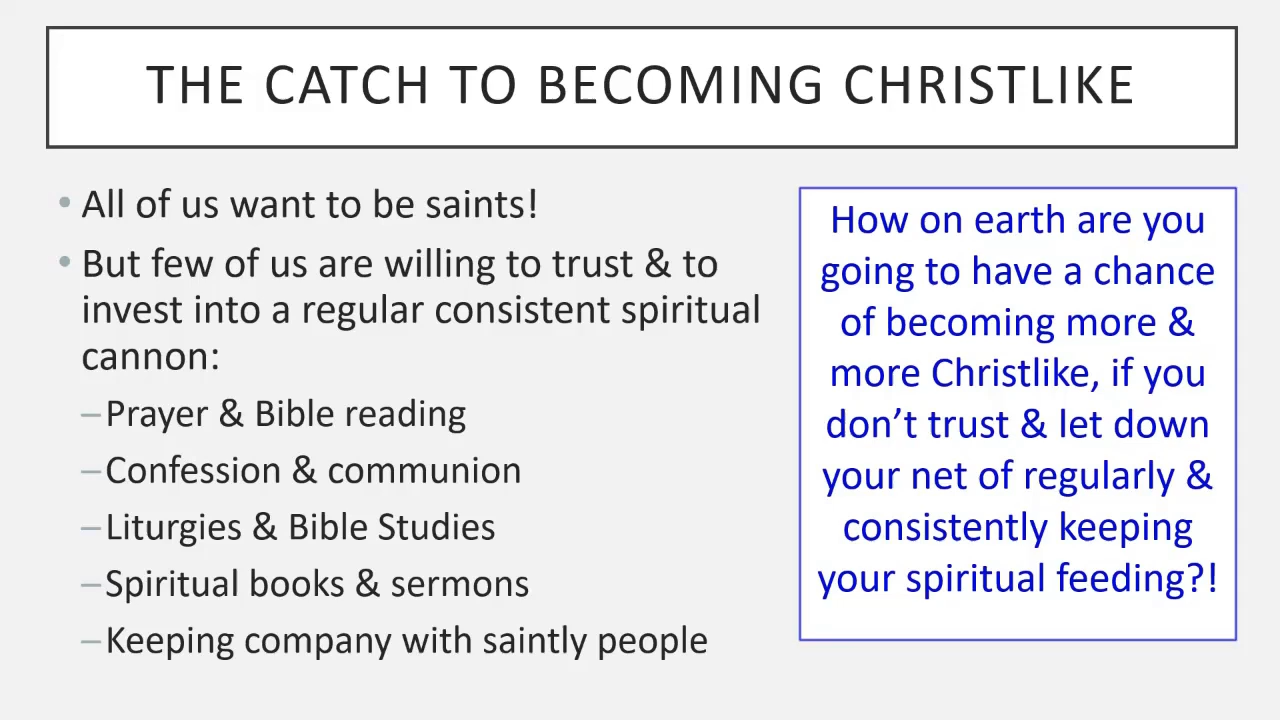 THE CATCH TO BECOMING CHRISTLIKE
• All of us want to be saints!
• But few of us are willing to trust & to
invest into a regular consistent spiritual
cannon:
–Prayer & Bible reading
–Confession & communion
–Liturgies & Bible Studies
–Spiritual books & sermons
–Keeping company with saintly people
How on earth are you
going to have a chance
of becoming more &
more Christlike, if you
don’t trust & let down
your net of regularly &
consistently keeping
your spiritual feeding?!